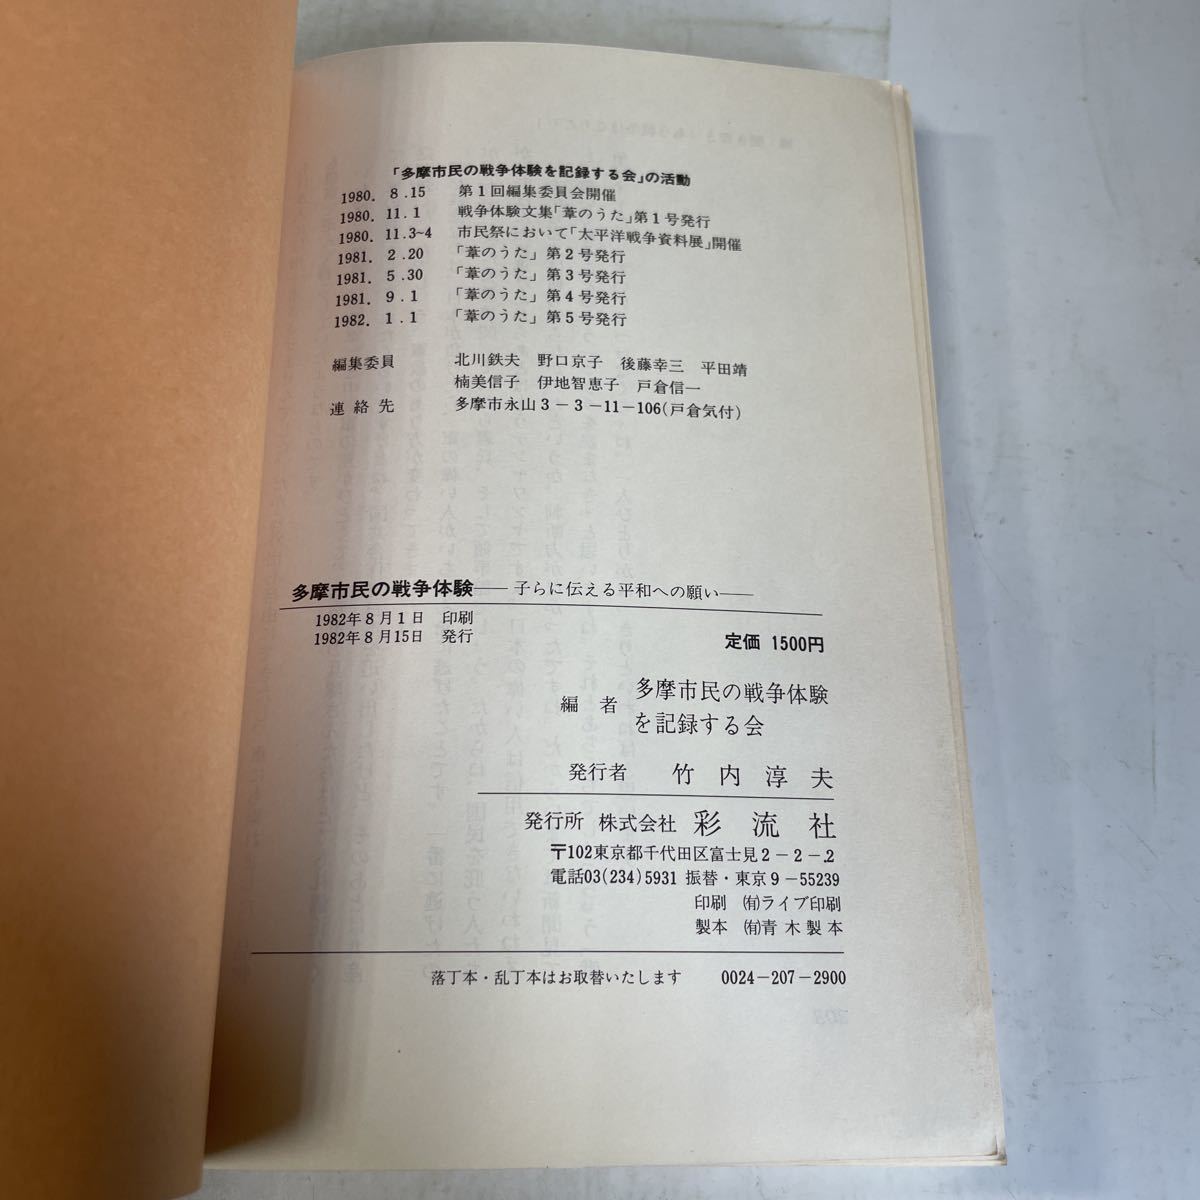 「多摩市民の戦争体験を記録する会」の活動
1980. 8.15 第1回編集委員会開催
1980. 11.1 戦争体験文集「葦のうた」第1号発行
1980. 11.3~4 市民祭において「太平洋戦争資料展」開催
1981. 2.20 「葦のうた」第2号発行
1981. 5.30 「葦のうた」第3号発行
1981. 9.1 「葦のうた」第4号発行
1982. 1.1 「葦のうた」第5号発行
編集委員 北川鉄夫 野口京子 後藤幸三 平田靖
楠美信子 伊地智恵子 戸倉信一
連絡先 多摩市永山3-3-11-106(戸倉気付)
多摩市民の戦争体験——子らに伝える平和への願い——
1982年8月1日 印刷
1982年8月15日 発行
定価 1500円
編者 多摩市民の戦争体験
を記録する会
発行者 竹内淳夫
発行所 株式会社 彩流社
〒102東京都千代田区富士見2-2-2
電話03(234)5931 振替・東京9-55239
印刷 ㈲ライブ印刷
製本 ㈲青木製本
落丁本・乱丁本はお取替いたします 0024-207-2900